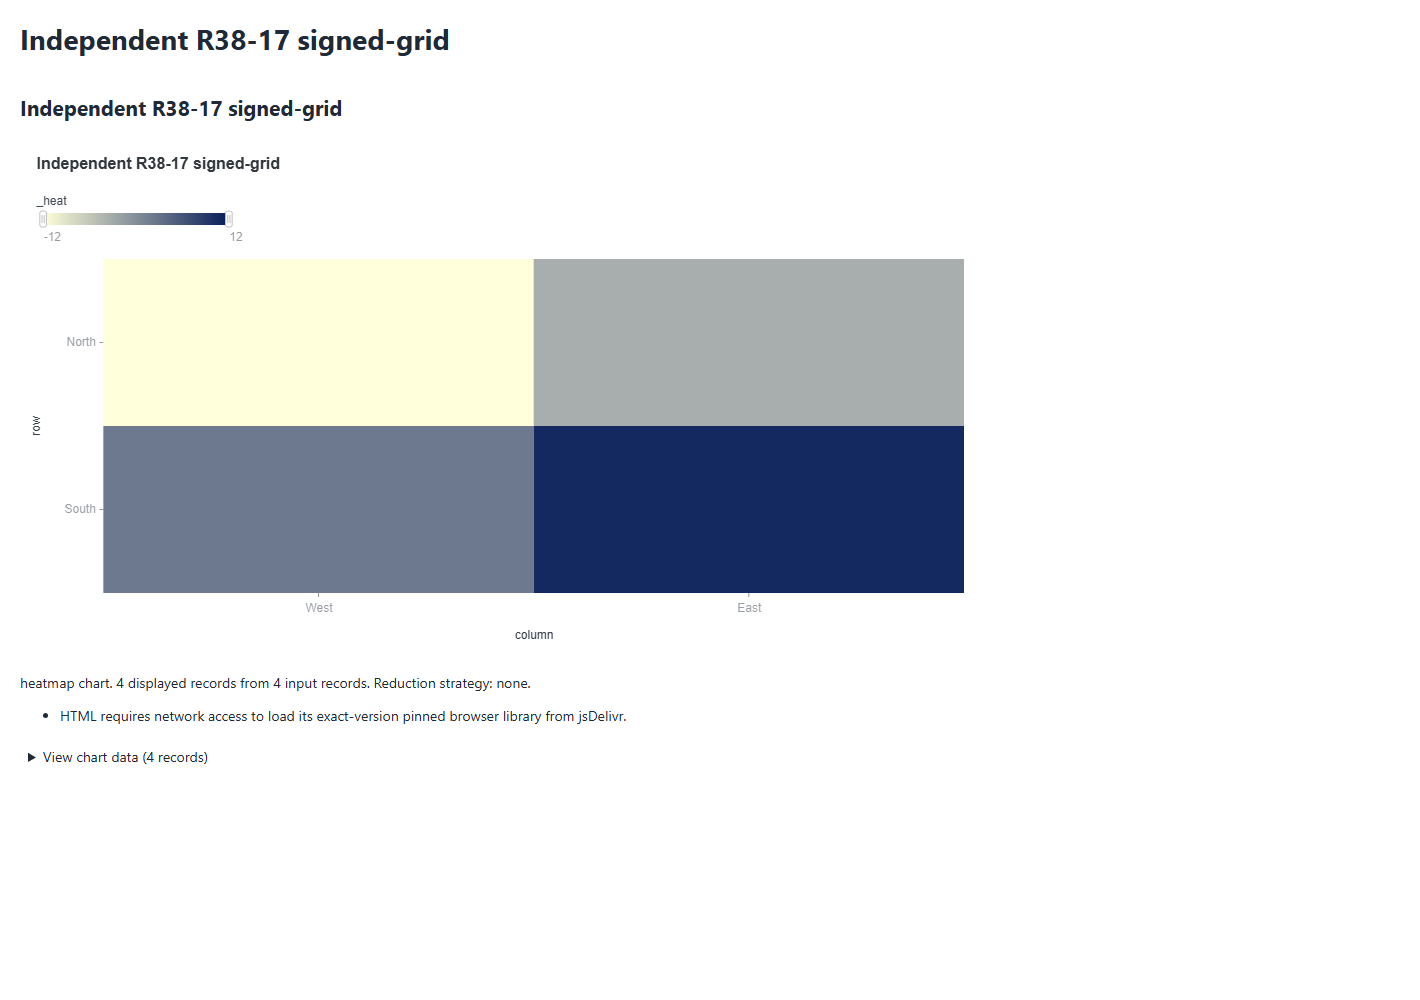 Independent R38-17 signed-grid
Independent R38-17 signed-grid
Independent R38-17 signed-grid
_heat
-12 12
North
row
South
West East
column
heatmap chart. 4 displayed records from 4 input records. Reduction strategy: none.
HTML requires network access to load its exact-version pinned browser library from jsDelivr.
View chart data (4 records)